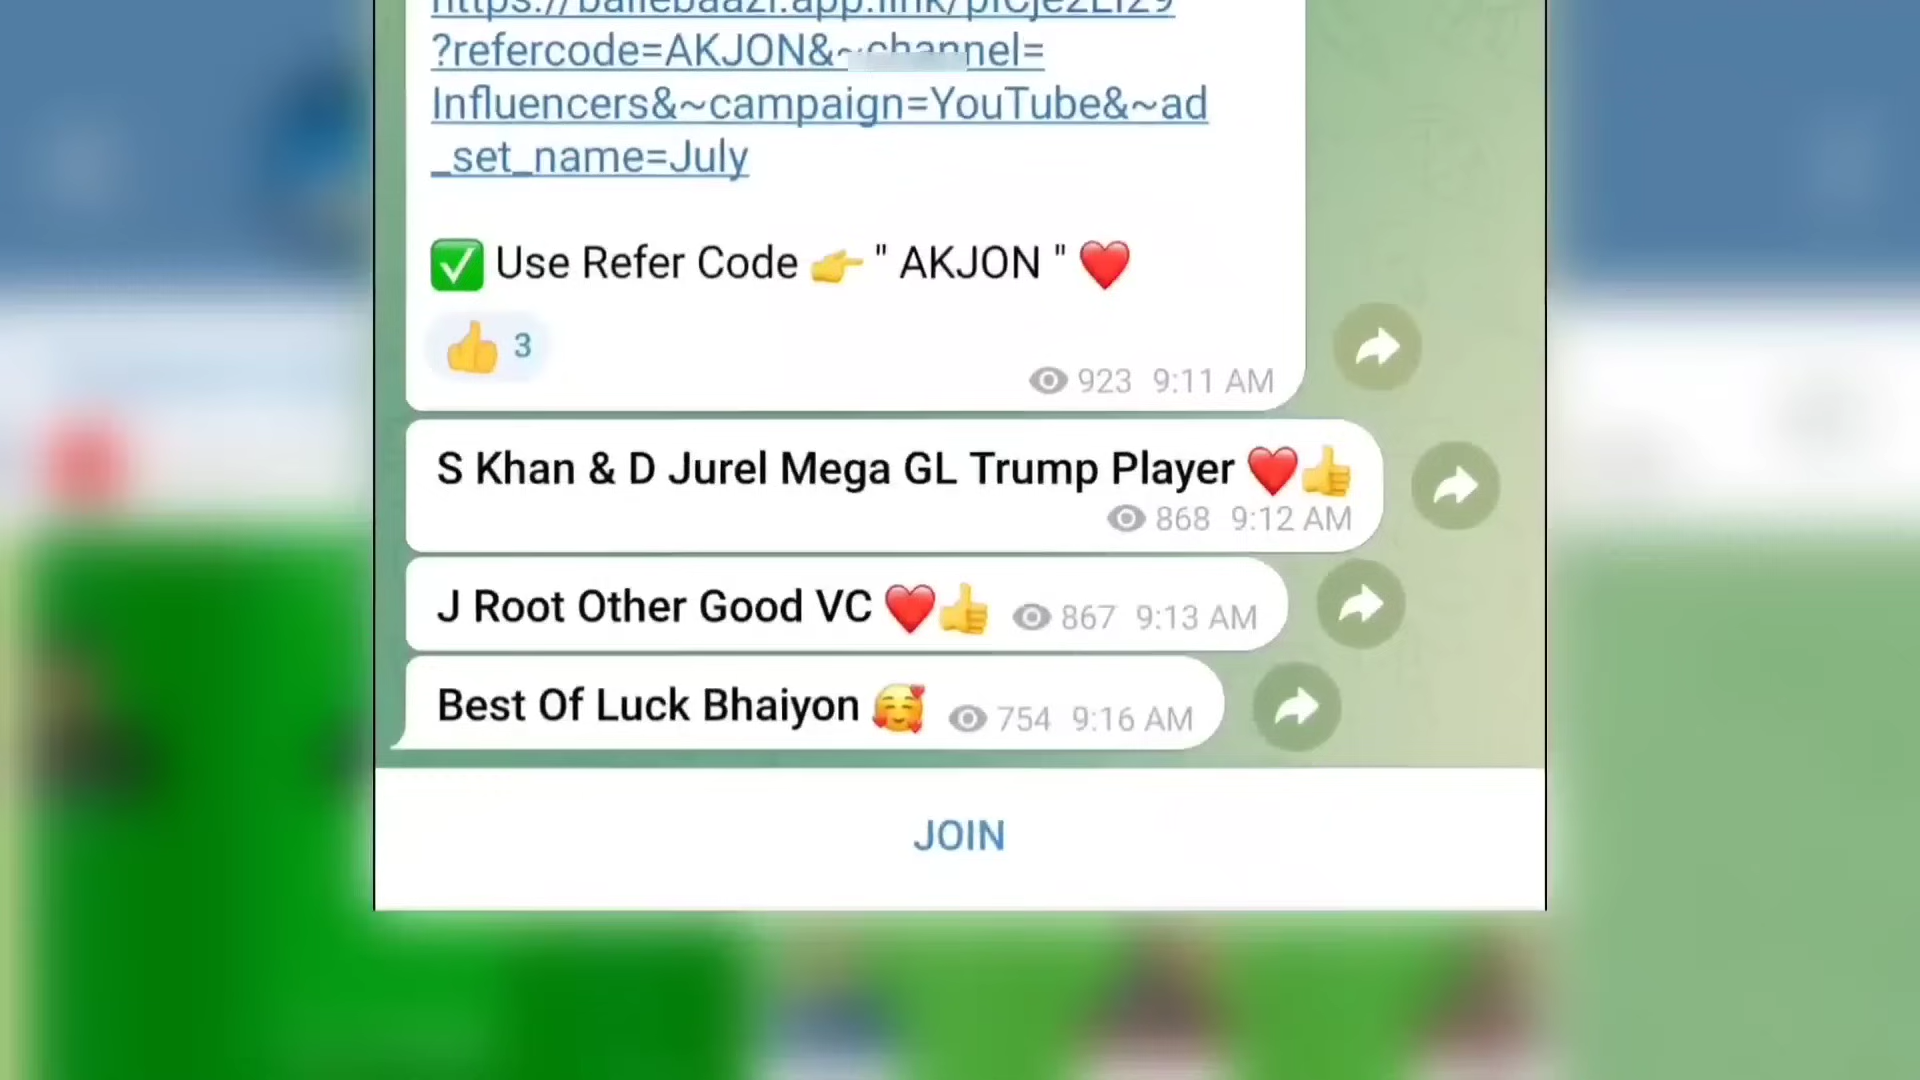 ?refercode=AKJON&~channel=
Influencers&~campaign=YouTube&~ad
_set_name=July
✅ Use Refer Code 👉 " AKJON " ❤️
👍 3
923 9:11 AM
S Khan & D Jurel Mega GL Trump Player ❤️👍
868 9:12 AM
J Root Other Good VC ❤️👍 867 9:13 AM
Best Of Luck Bhaiyon 🥰 754 9:16 AM
JOIN